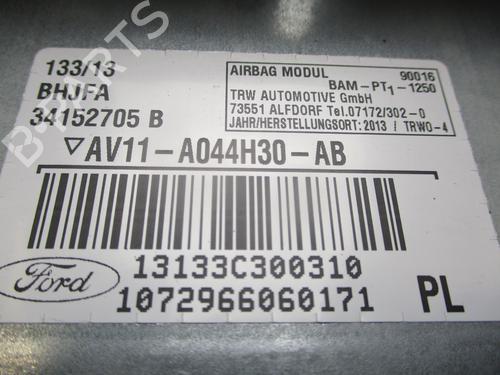 B-PARTS
133/13
BHJFA
34152705 B
AIRBAG MODUL 90016
BAM-PT1-1250
TRW AUTOMOTIVE GmbH
73551 ALFDORF Tel.07172/302-0
JAHR/HERSTELLUNGSORT: 2013 / TRWO-4
▽AV11-A044H30-AB
Ford
13133C300310
1072966060171 PL